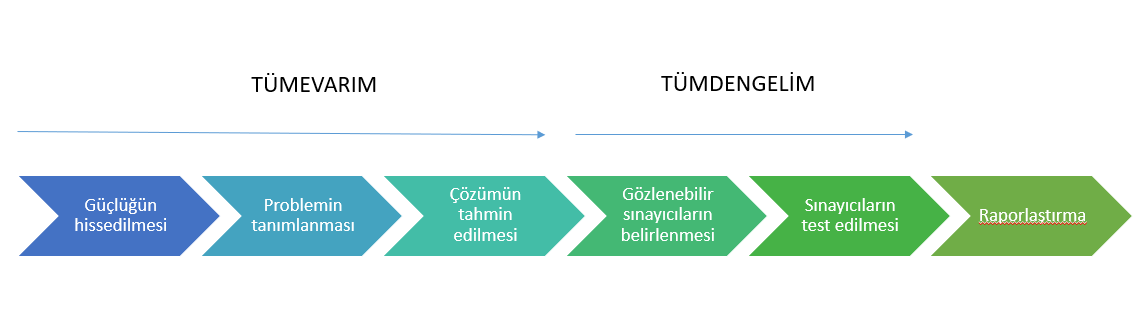 TÜMEVARIM
TÜMDENGELİM
Güçlüğün
hissedilmesi
Problemin
tanımlanması
Çözümün
tahmin
edilmesi
Gözlenebilir
sınayıcıların
belirlenmesi
Sınayıcıların
test edilmesi
Raporlaştırma